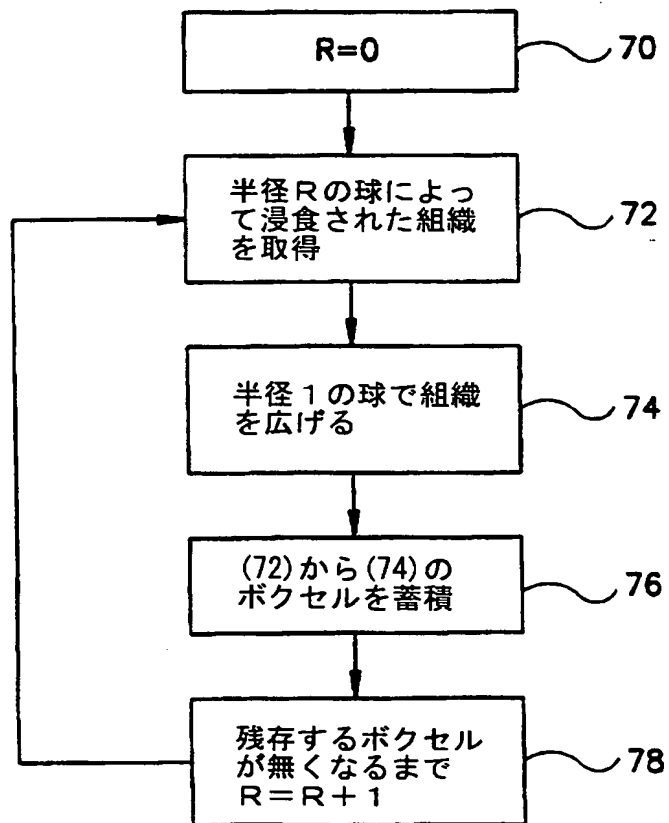 R=0
70
半径Rの球によっ
て浸食された組織
を取得
72
半径1の球で組織
を広げる
74
(72)から(74)の
ボクセルを蓄積
76
残存するボクセル
が無くなるまで
R=R+1
78